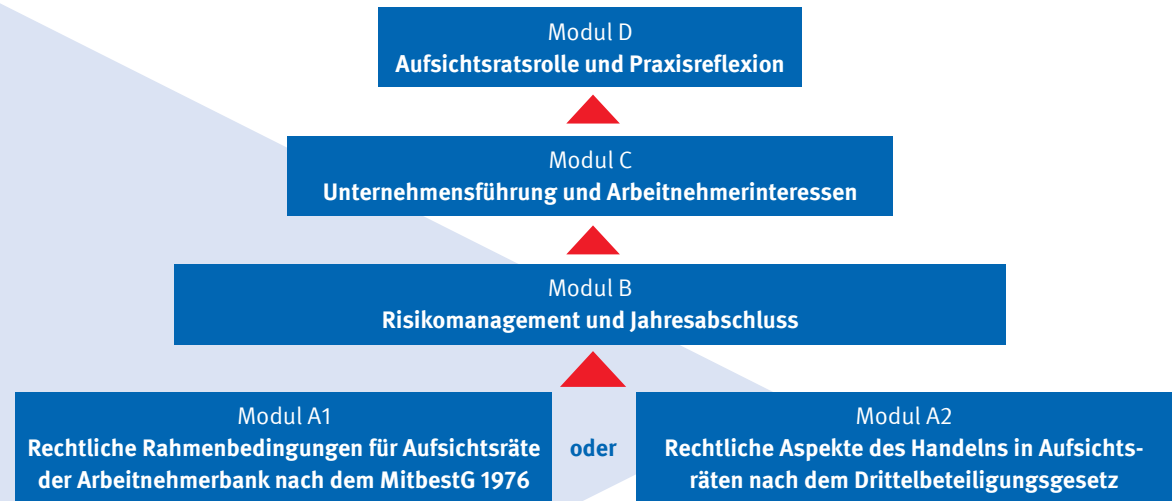 Modul D
Aufsichtsratsrolle und Praxisreflexion
Modul C
Unternehmensführung und Arbeitnehmerinteressen
Modul B
Risikomanagement und Jahresabschluss
Modul A1
Rechtliche Rahmenbedingungen für Aufsichtsräte
der Arbeitnehmerbank nach dem MitbestG 1976
oder
Modul A2
Rechtliche Aspekte des Handelns in Aufsichts-
räten nach dem Drittelbeteiligungsgesetz